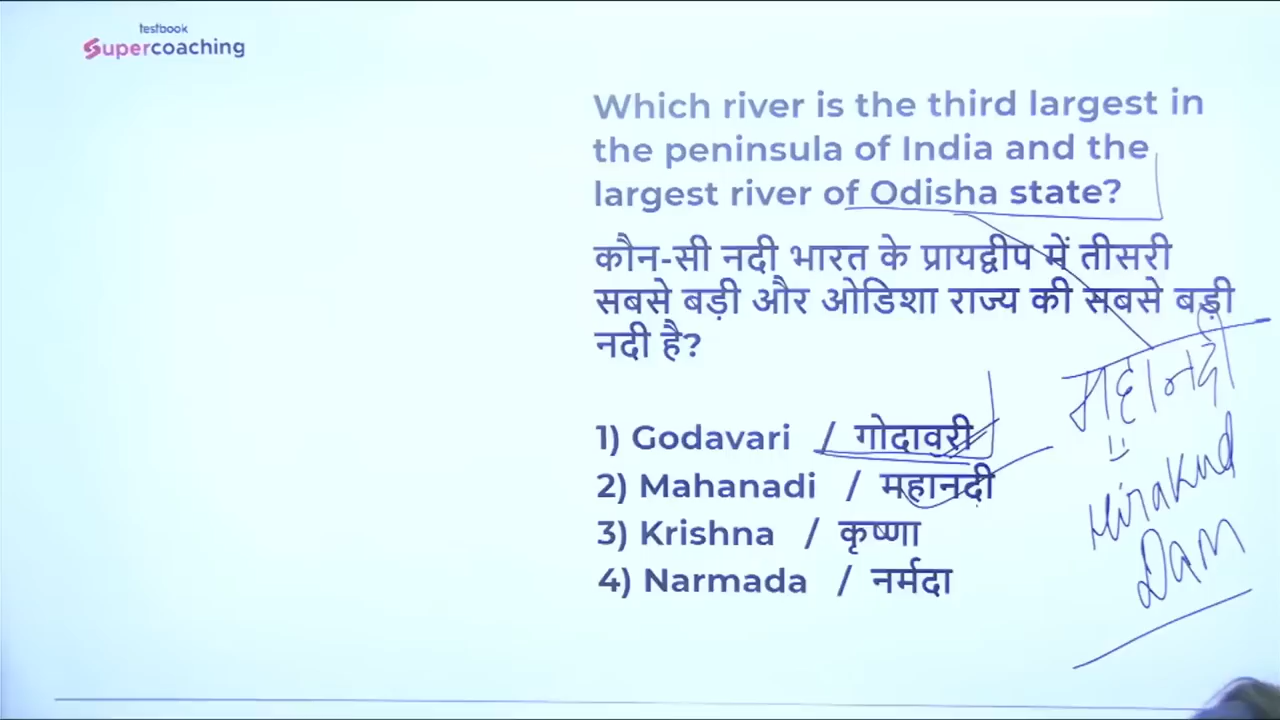 testbook
Supercoaching
Which river is the third largest in
the peninsula of India and the
largest river of Odisha state?
कौन-सी नदी भारत के प्रायद्वीप में तीसरी
सबसे बड़ी और ओडिशा राज्य की सबसे बड़ी
नदी है?
1) Godavari / गोदावरी
2) Mahanadi / महानदी
3) Krishna / कृष्णा
4) Narmada / नर्मदा
महानदी
Hirakud
Dam